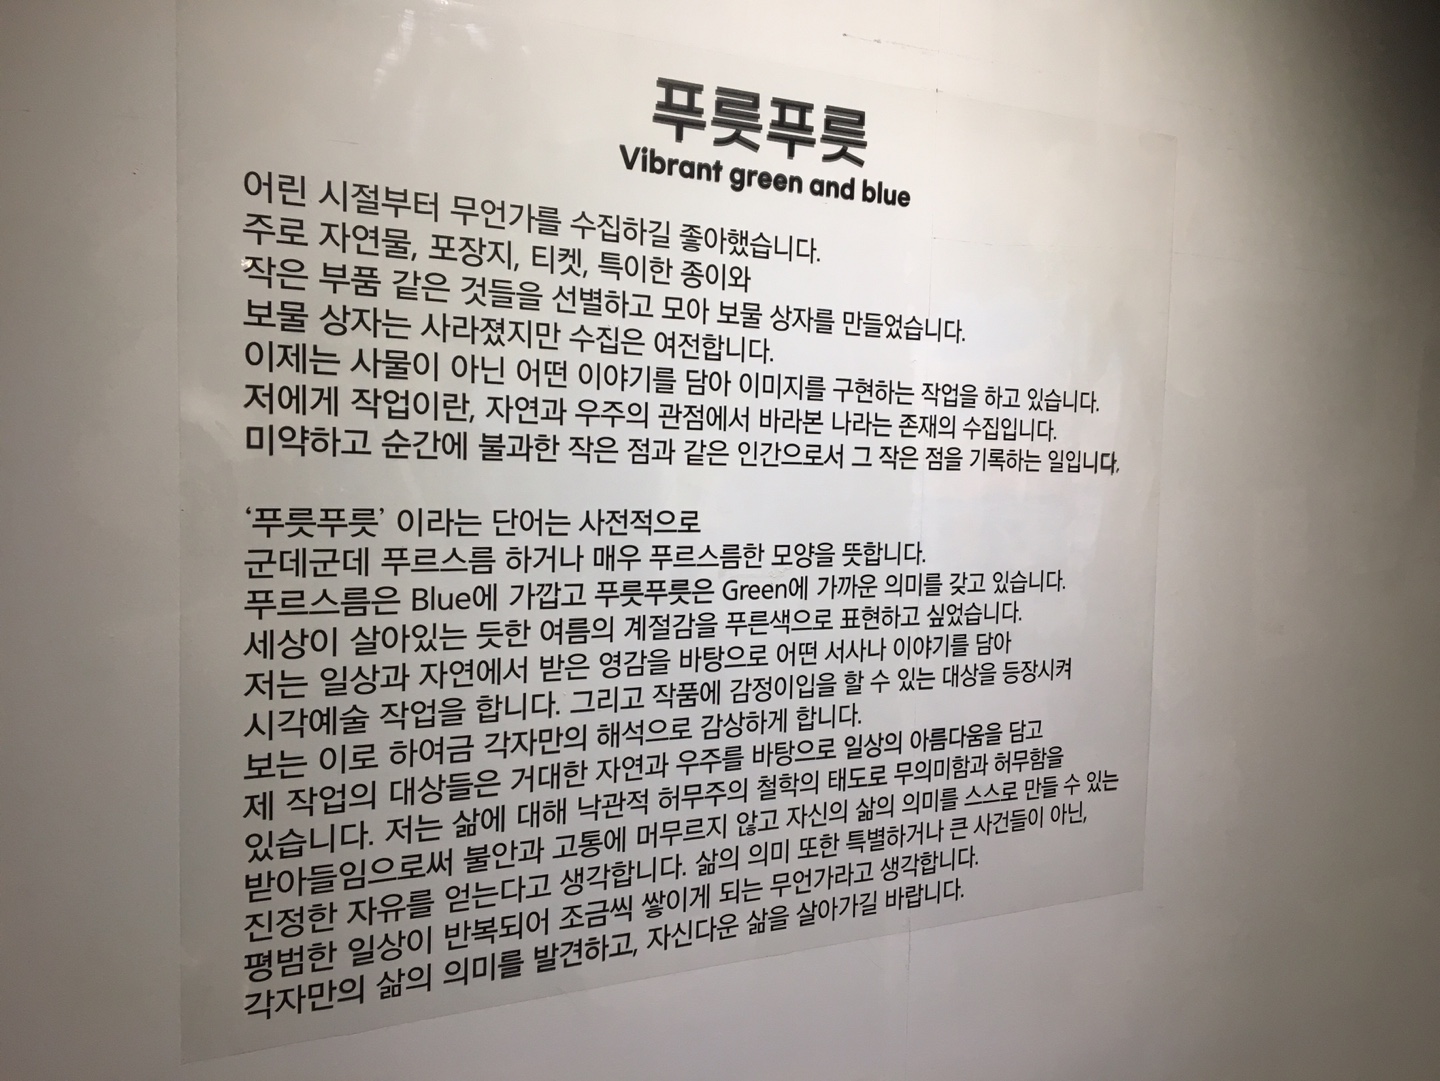 푸릇푸릇
Vibrant green and blue
어린 시절부터 무언가를 수집하길 좋아했습니다.
주로 자연물, 포장지, 티켓, 특이한 종이와
작은 부품 같은 것들을 선별하고 모아 보물 상자를 만들었습니다.
보물 상자는 사라졌지만 수집은 여전합니다.
이제는 사물이 아닌 어떤 이야기를 담아 이미지를 구현하는 작업을 하고 있습니다.
저에게 작업이란, 자연과 우주의 관점에서 바라본 나라는 존재의 수집입니다.
미약하고 순간에 불과한 작은 점과 같은 인간으로서 그 작은 점을 기록하는 일입니다.
‘푸릇푸릇’ 이라는 단어는 사전적으로
군데군데 푸르스름 하거나 매우 푸르스름한 모양을 뜻합니다.
푸르스름은 Blue에 가깝고 푸릇푸릇은 Green에 가까운 의미를 갖고 있습니다.
세상이 살아있는 듯한 여름의 계절감을 푸른색으로 표현하고 싶었습니다.
저는 일상과 자연에서 받은 영감을 바탕으로 어떤 서사나 이야기를 담아
시각예술 작업을 합니다. 그리고 작품에 감정이입을 할 수 있는 대상을 등장시켜
보는 이로 하여금 각자만의 해석으로 감상하게 합니다.
제 작업의 대상들은 거대한 자연과 우주를 바탕으로 일상의 아름다움을 담고
있습니다. 저는 삶에 대해 낙관적 허무주의 철학의 태도로 무의미함과 허무함을
받아들임으로써 불안과 고통에 머무르지 않고 자신의 삶의 의미를 스스로 만들 수 있는
진정한 자유를 얻는다고 생각합니다. 삶의 의미 또한 특별하거나 큰 사건들이 아닌,
평범한 일상이 반복되어 조금씩 쌓이게 되는 무언가라고 생각합니다.
각자만의 삶의 의미를 발견하고, 자신다운 삶을 살아가길 바랍니다.